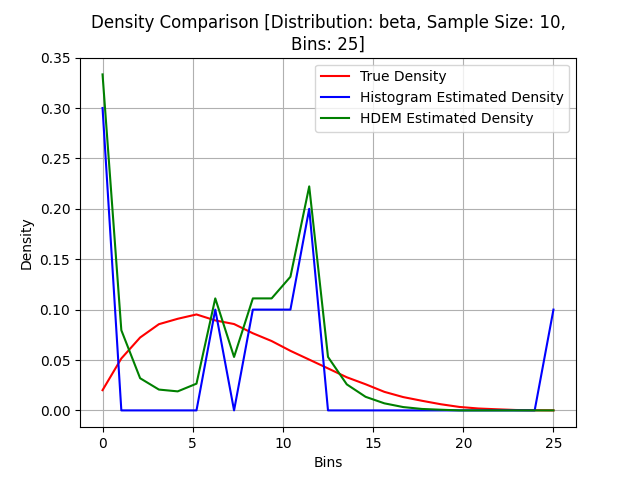 Density Comparison [Distribution: beta, Sample Size: 10,
Bins: 25]
True Density
Histogram Estimated Density
HDEM Estimated Density
Density
0.35
0.30
0.25
0.20
0.15
0.10
0.05
0.00
0 5 10 15 20 25
Bins